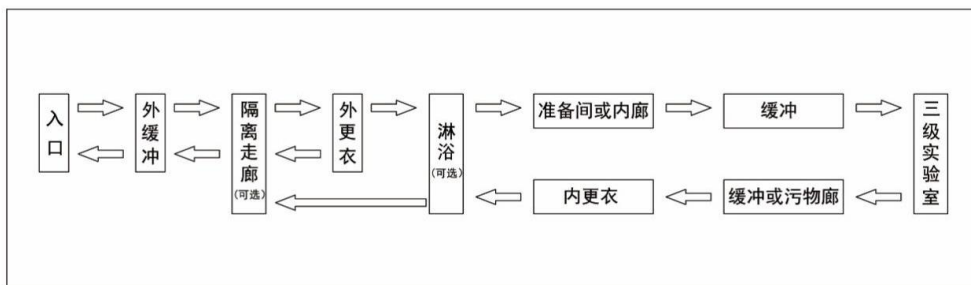 入口
外缓冲
隔离走廊
(可选)
外更衣
淋浴
(可选)
准备间或内廊
缓冲
三级实验室
内更衣
缓冲或污物廊